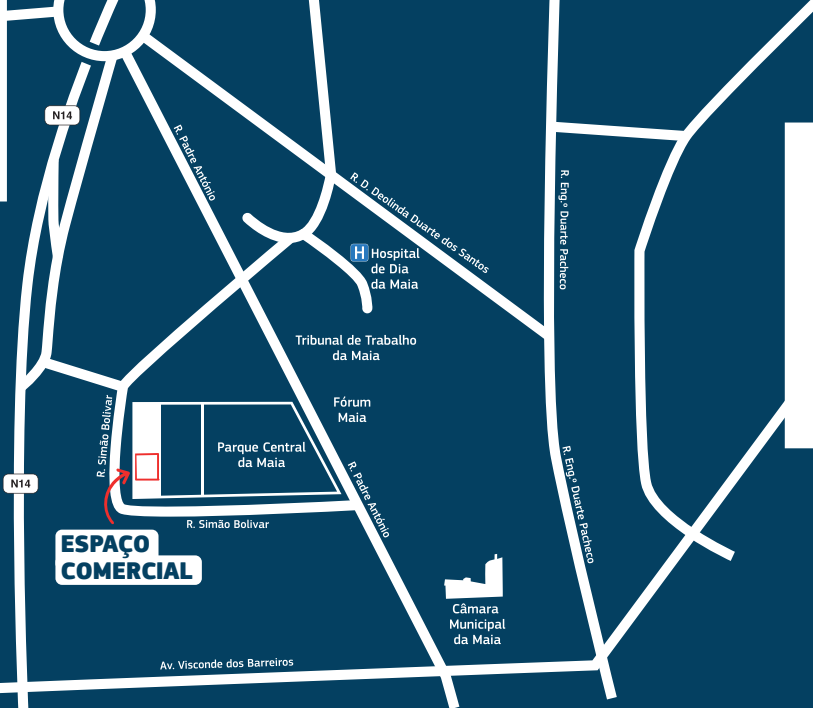 N14
R. Padre António
R. D. Deolinda Duarte dos Santos
R. Eng.º Duarte Pacheco
H Hospital
de Dia
da Maia
Tribunal de Trabalho
da Maia
Fórum
Maia
R. Simão Bolivar
Parque Central
da Maia
R. Padre António
R. Eng.º Duarte Pacheco
N14
R. Simão Bolivar
ESPAÇO
COMERCIAL
Câmara
Municipal
da Maia
Av. Visconde dos Barreiros